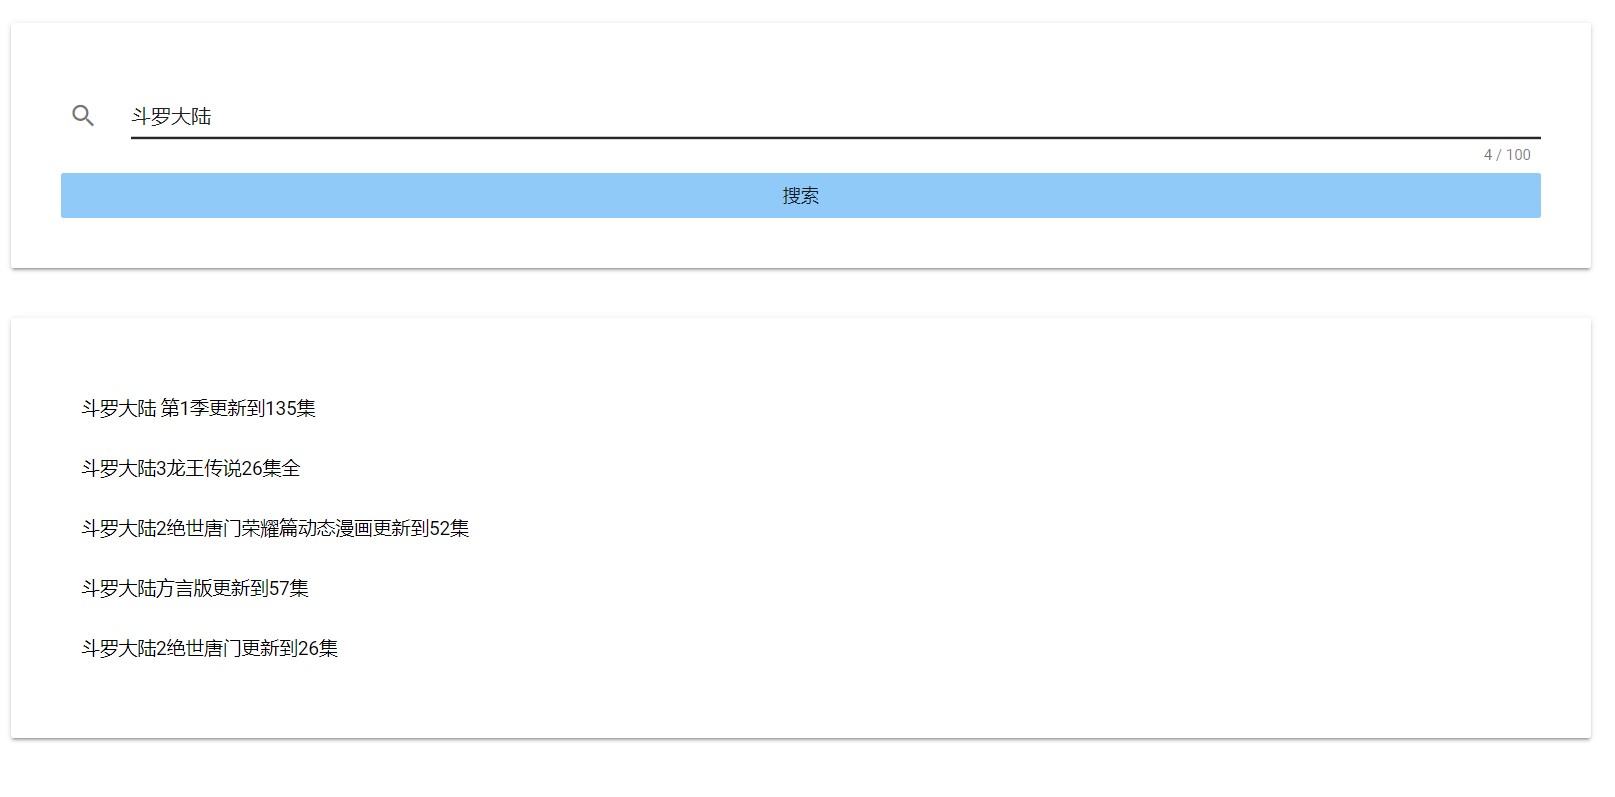 斗罗大陆
4 / 100
搜索
斗罗大陆 第1季更新到135集
斗罗大陆3龙王传说26集全
斗罗大陆2绝世唐门荣耀篇动态漫画更新到52集
斗罗大陆方言版更新到57集
斗罗大陆2绝世唐门更新到26集